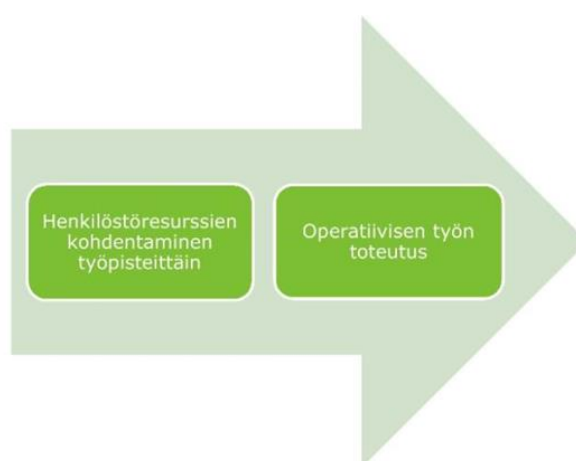 Henkilöstöresurssien
kohdentaminen
työpisteittäin
Operatiivisen työn
toteutus